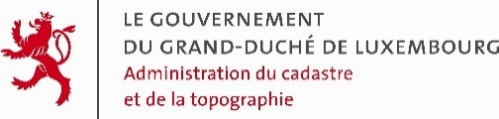 LE GOUVERNEMENT
DU GRAND-DUCHÉ DE LUXEMBOURG
Administration du cadastre
et de la topographie